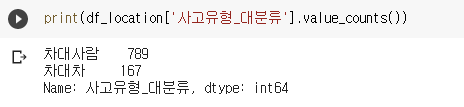 print(df_location['사고유형_대분류'].value_counts())
차대사람    789
차대차      167
Name: 사고유형_대분류, dtype: int64